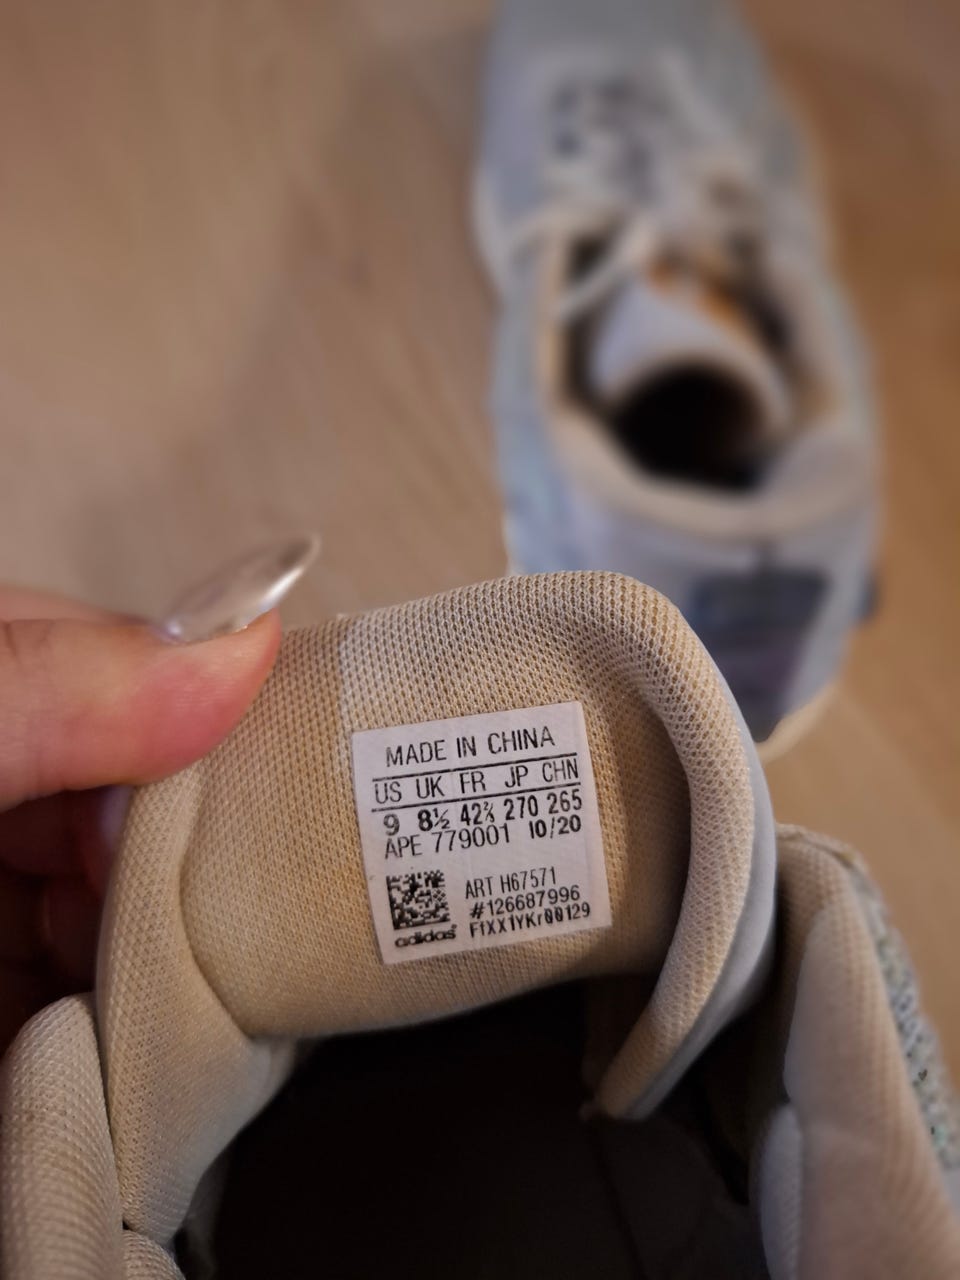 MADE IN CHINA
US UK FR JP CHN
9 8½ 42⅔ 270 265
APE 779001 10/20
ART H67571
#126687996
FfXX1YKr00129
adidas